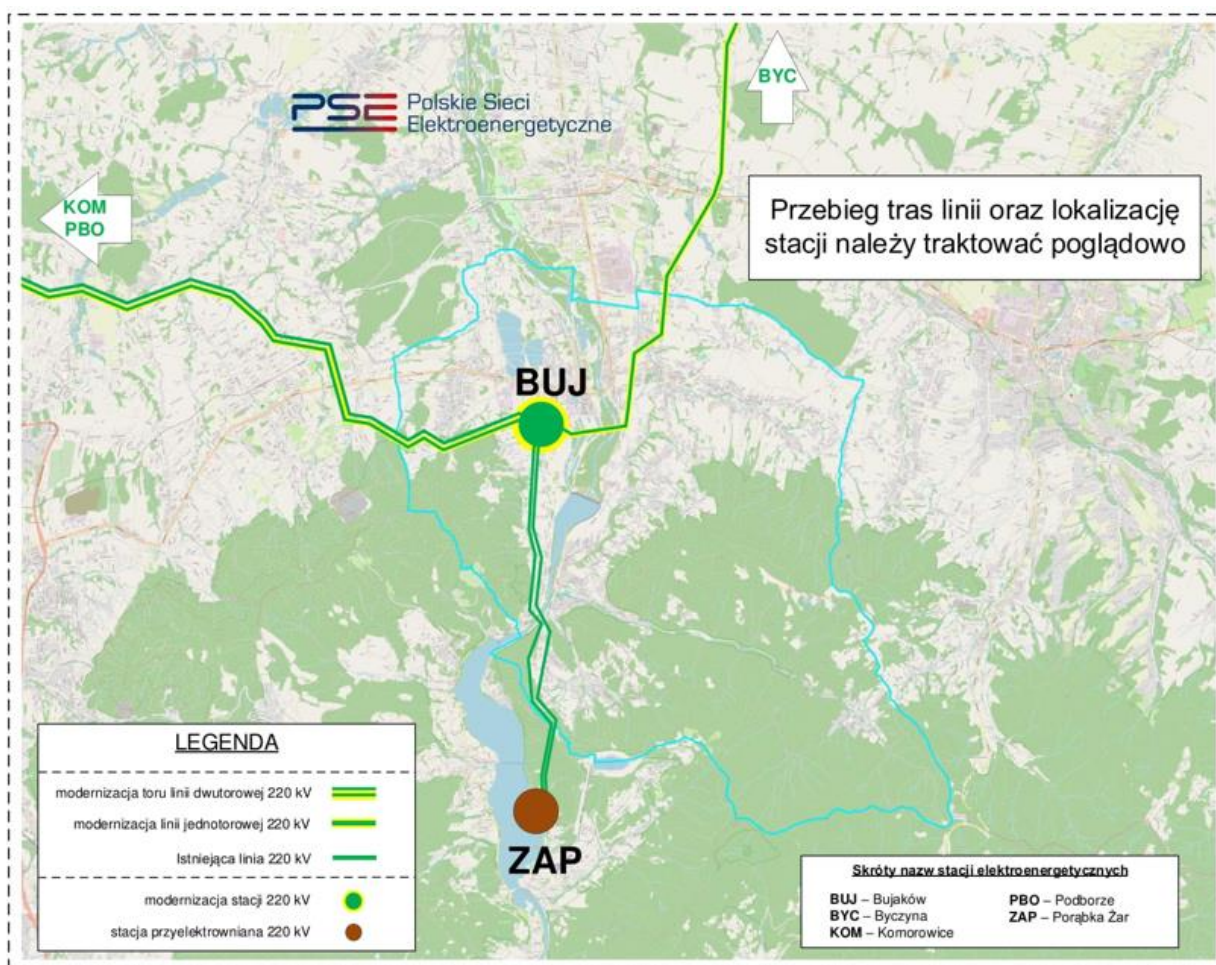 PSE Polskie Sieci
Elektroenergetyczne
BYC
KOM
PBO
Przebieg tras linii oraz lokalizację
stacji należy traktować poglądowo
BUJ
ZAP
LEGENDA
modernizacja toru linii dwutorowej 220 kV
modernizacja linii jednotorowej 220 kV
Istniejąca linia 220 kV
modernizacja stacji 220 kV
stacja przyelektrowniana 220 kV
Skróty nazw stacji elektroenergetycznych
BUJ – Bujaków
BYC – Byczyna
KOM – Komorowice
PBO – Podborze
ZAP – Porąbka Żar